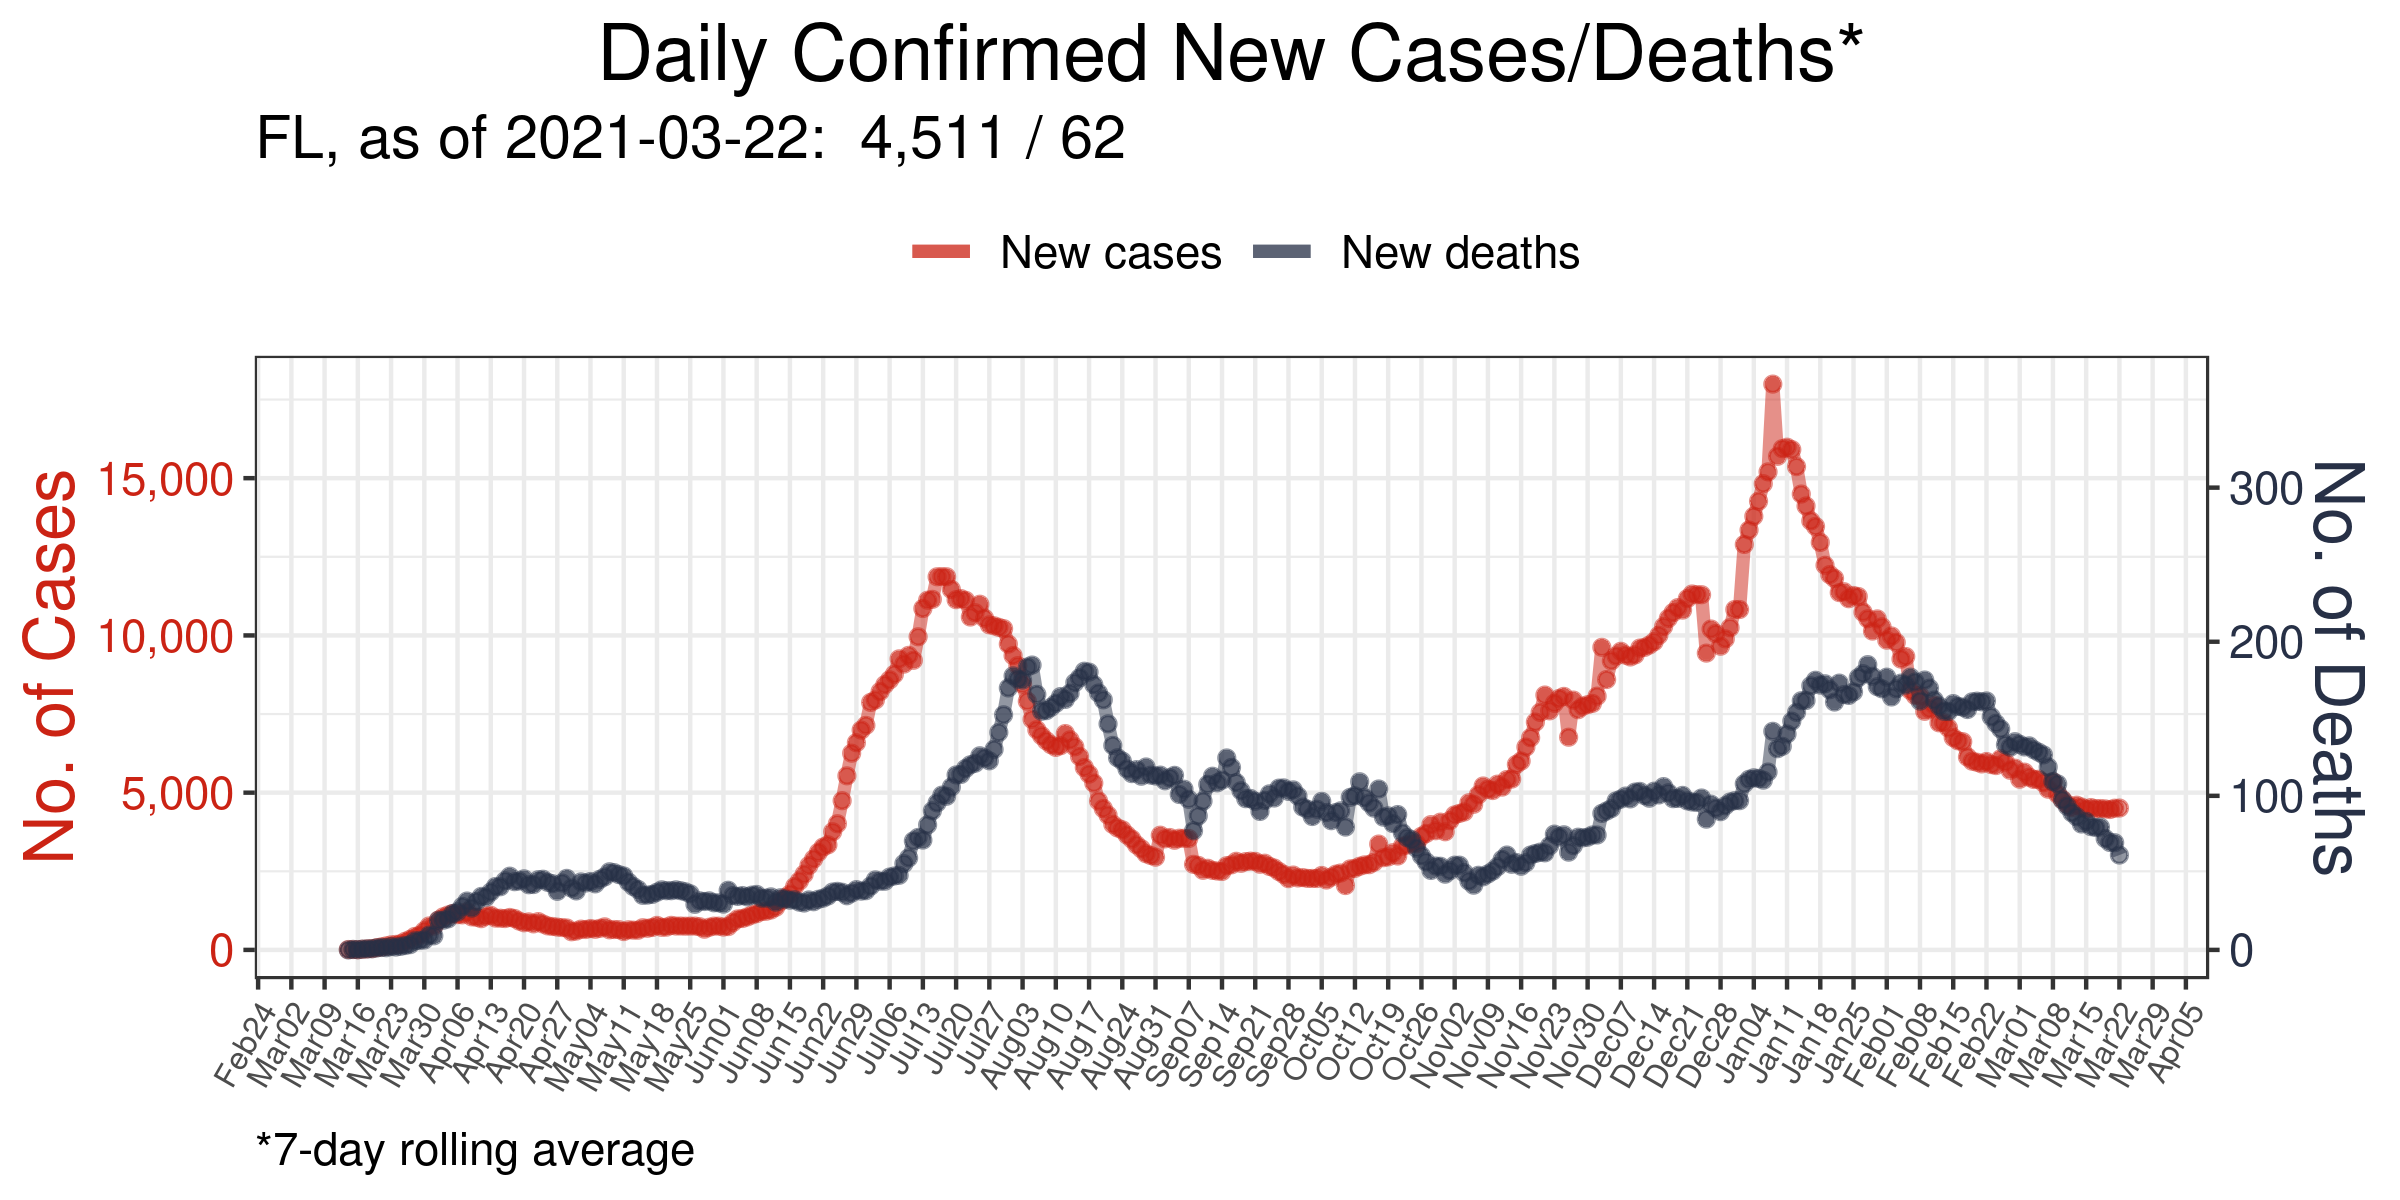 Daily Confirmed New Cases/Deaths*
FL, as of 2021-03-22:  4,511 / 62
New cases
New deaths
No. of Cases
15,000
10,000
5,000
0
300
200
100
0
No. of Deaths
Feb24
Mar02
Mar09
Mar16
Mar23
Mar30
Apr06
Apr13
Apr20
Apr27
May04
May11
May18
May25
Jun01
Jun08
Jun15
Jun22
Jun29
Jul06
Jul13
Jul20
Jul27
Aug03
Aug10
Aug17
Aug24
Aug31
Sep07
Sep14
Sep21
Sep28
Oct05
Oct12
Oct19
Oct26
Nov02
Nov09
Nov16
Nov23
Nov30
Dec07
Dec14
Dec21
Dec28
Jan04
Jan11
Jan18
Jan25
Feb01
Feb08
Feb15
Feb22
Mar01
Mar08
Mar15
Mar22
Mar29
Apr05
*7-day rolling average